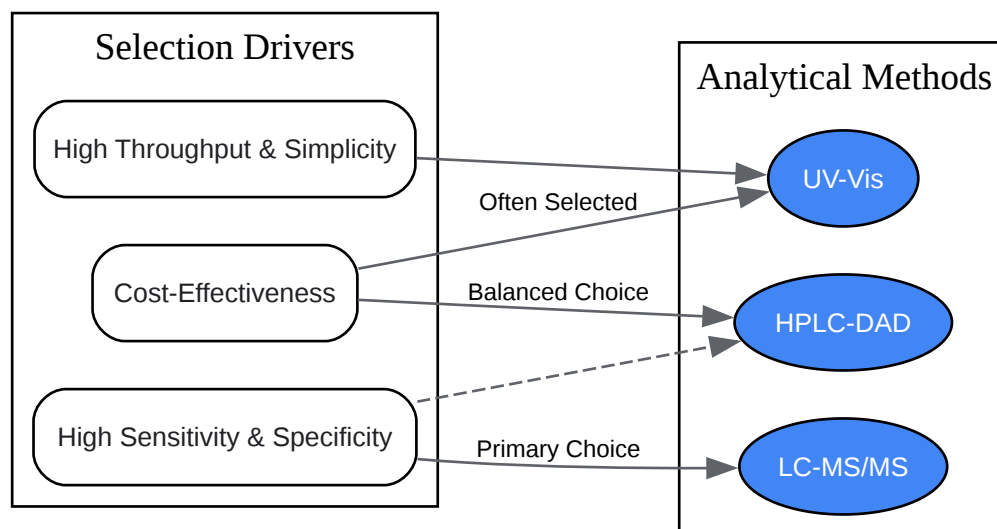 Selection Drivers
High Throughput & Simplicity
Cost-Effectiveness
High Sensitivity & Specificity
Often Selected
Balanced Choice
Primary Choice
Analytical Methods
UV-Vis
HPLC-DAD
LC-MS/MS